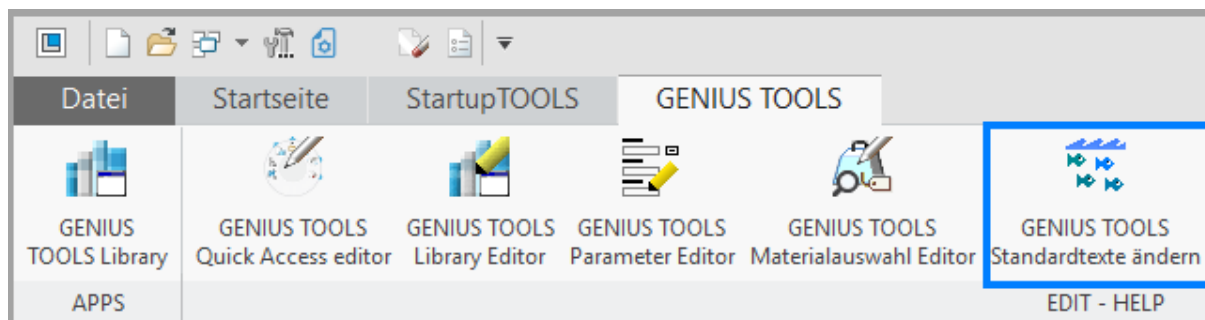 Datei
Startseite
StartupTOOLS
GENIUS TOOLS
GENIUS
TOOLS Library
GENIUS TOOLS
Quick Access editor
GENIUS TOOLS
Library Editor
GENIUS TOOLS
Parameter Editor
GENIUS TOOLS
Materialauswahl Editor
GENIUS TOOLS
Standardtexte ändern
APPS
EDIT - HELP